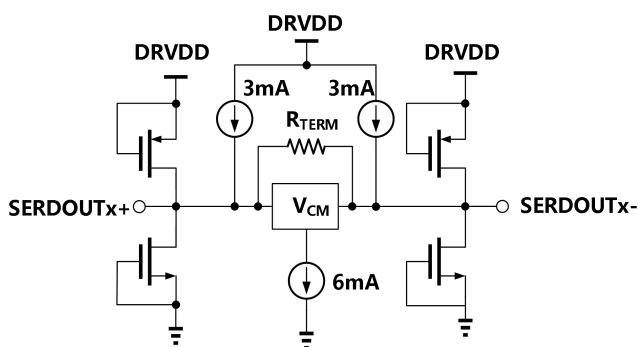 DRVDD
DRVDD
DRVDD
3mA
3mA
RTERM
SERDOUTx+
VCM
SERDOUTx-
6mA